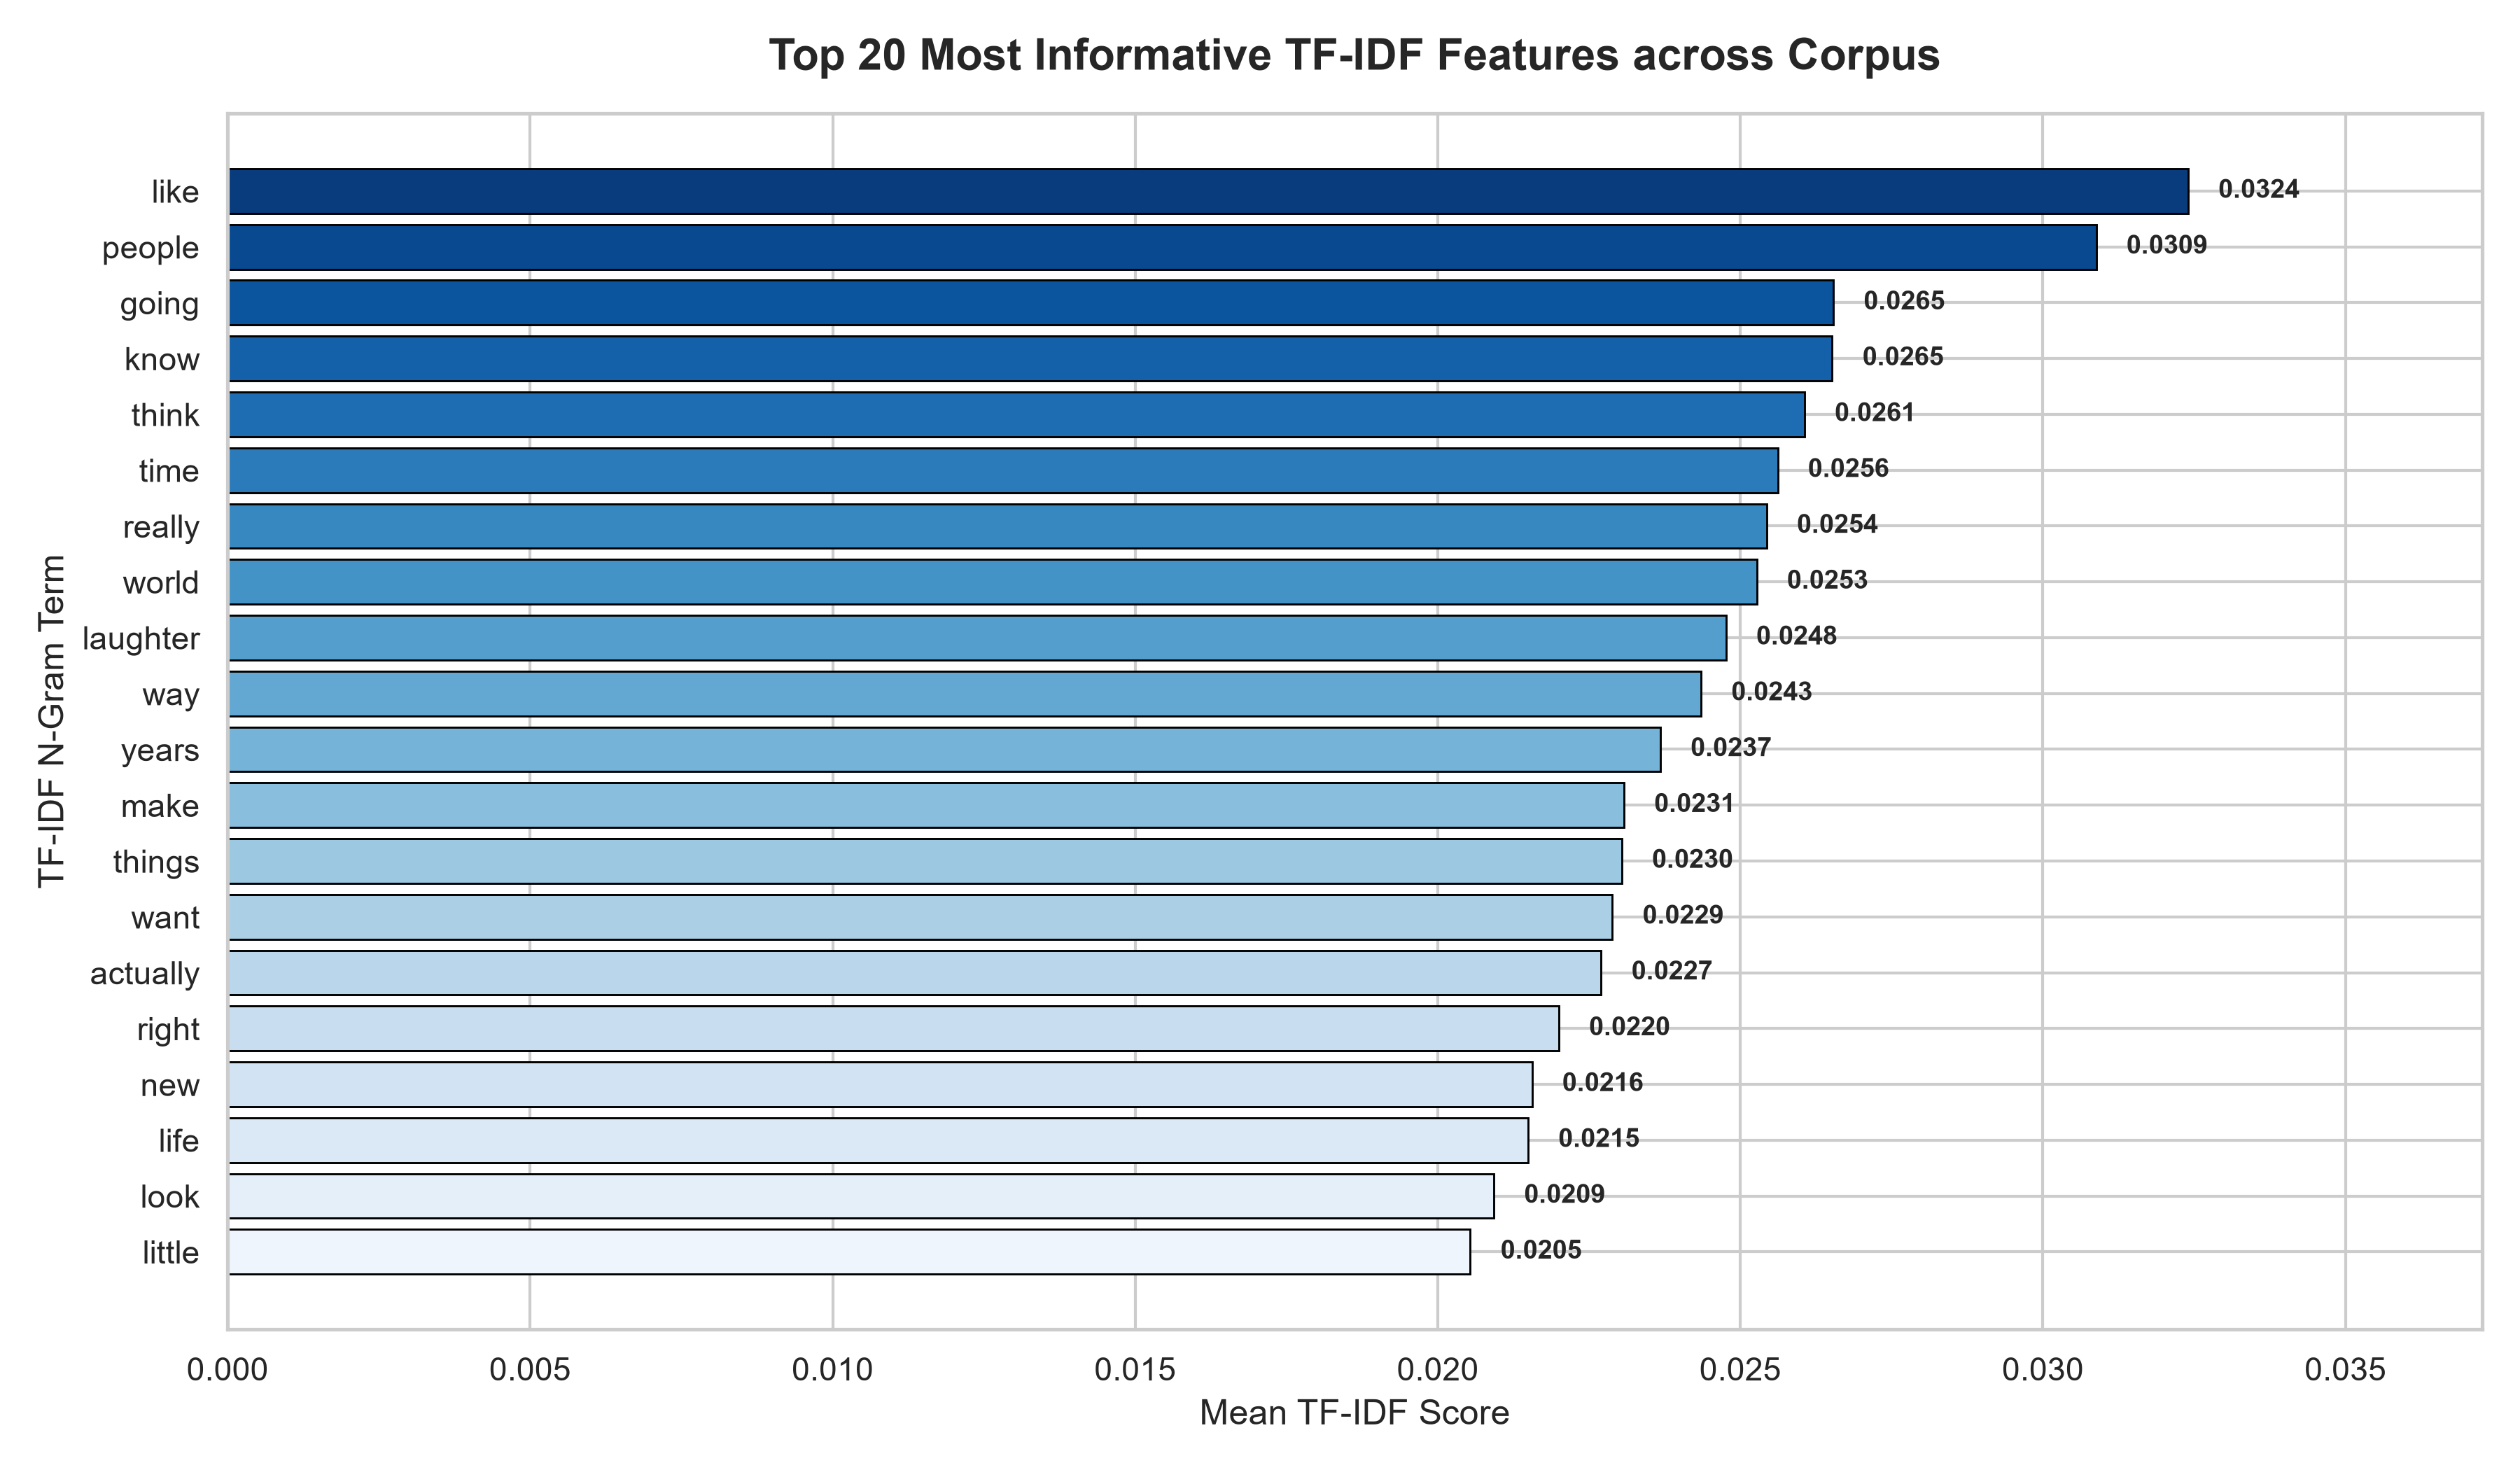 Top 20 Most Informative TF-IDF Features across Corpus
TF-IDF N-Gram Term
like 0.0324
people 0.0309
going 0.0265
know 0.0265
think 0.0261
time 0.0256
really 0.0254
world 0.0253
laughter 0.0248
way 0.0243
years 0.0237
make 0.0231
things 0.0230
want 0.0229
actually 0.0227
right 0.0220
new 0.0216
life 0.0215
look 0.0209
little 0.0205
0.000 0.005 0.010 0.015 0.020 0.025 0.030 0.035
Mean TF-IDF Score